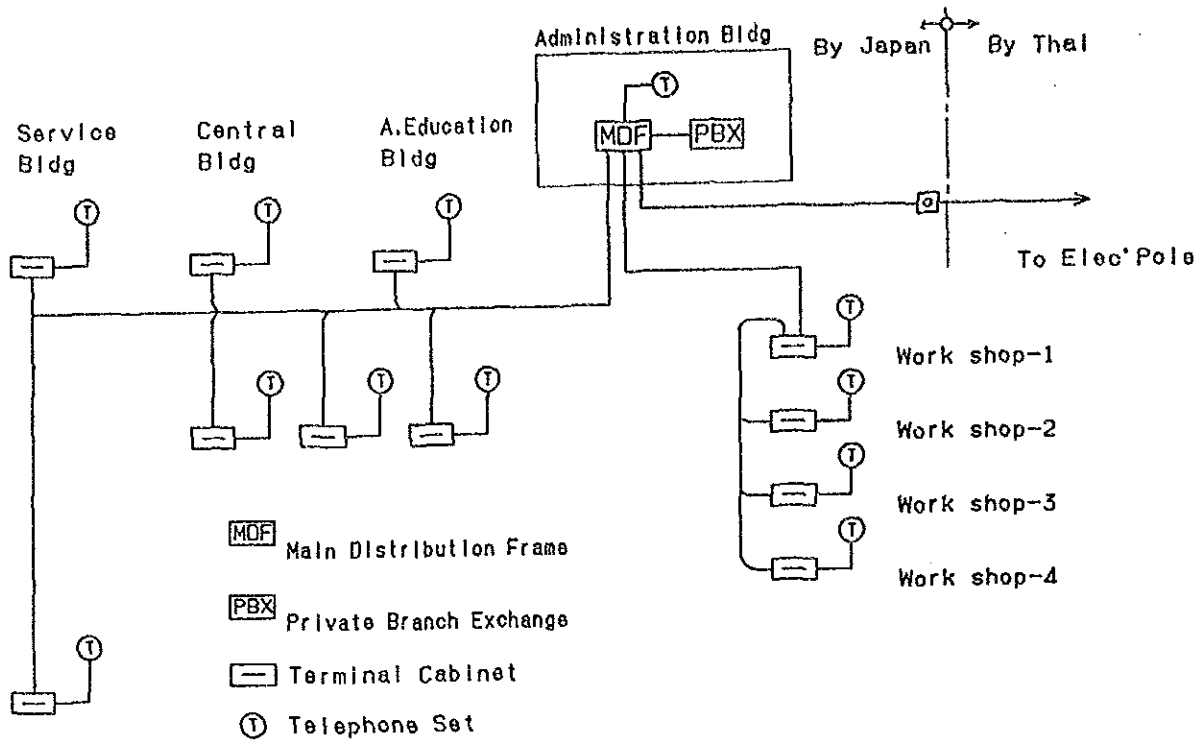 Administration Bldg
By Japan
By Thai
Service
Bldg
Central
Bldg
A.Education
Bldg
T
MDF
PBX
T
T
T
To Elec'Pole
T
Work shop-1
T
Work shop-2
T
Work shop-3
T
Work shop-4
T
T
T
MDF Main Distribution Frame
PBX Private Branch Exchange
Terminal Cabinet
T Telephone Set
T